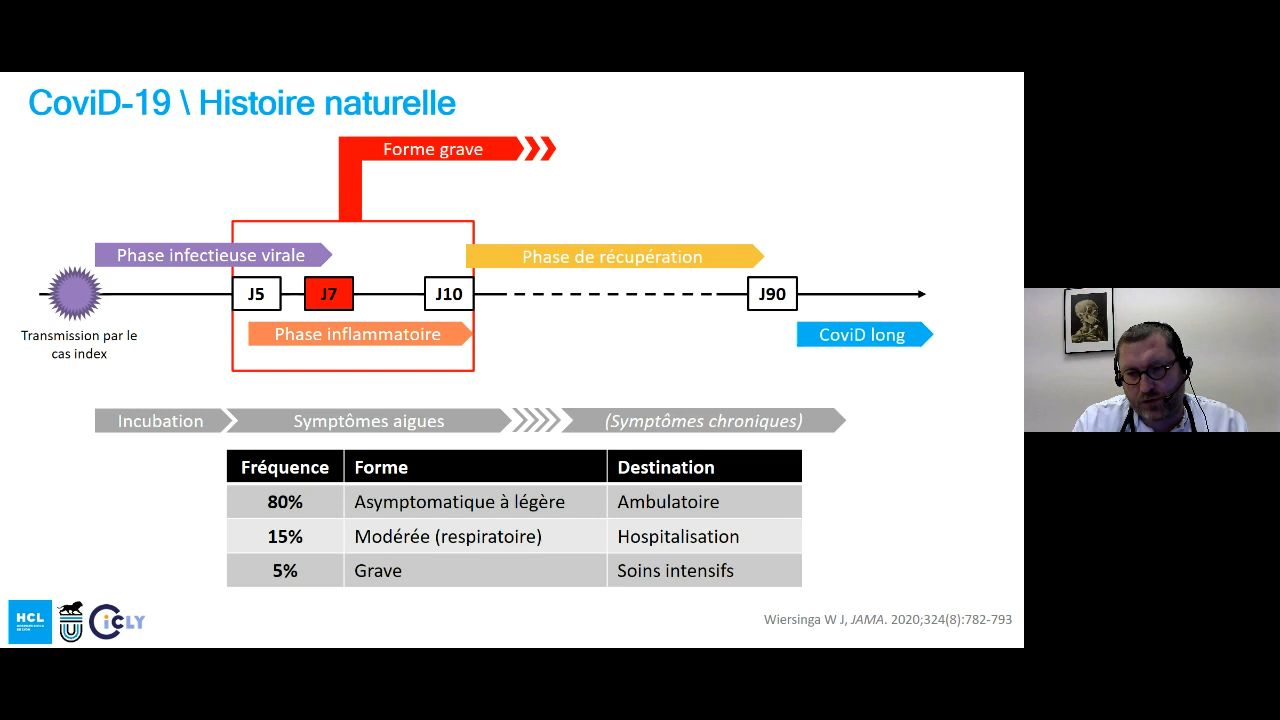 CoviD-19 \ Histoire naturelle
Forme grave
Phase infectieuse virale
Phase de récupération
J5
J7
J10
J90
Transmission par le
cas index
Phase inflammatoire
CoviD long
Incubation
Symptômes aigues
(Symptômes chroniques)
Fréquence Forme Destination
80% Asymptomatique à légère Ambulatoire
15% Modérée (respiratoire) Hospitalisation
5% Grave Soins intensifs
HCL
CiCLY
Wiersinga W J, JAMA. 2020;324(8):782-793